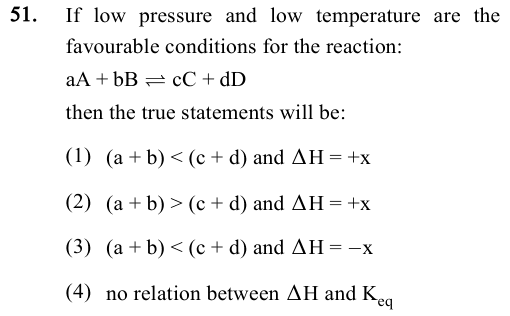 51. If low pressure and low temperature are the
favourable conditions for the reaction:
aA + bB ⇌ cC + dD
then the true statements will be:
(1) (a + b) < (c + d) and ΔH = +x
(2) (a + b) > (c + d) and ΔH = +x
(3) (a + b) < (c + d) and ΔH = −x
(4) no relation between ΔH and K_eq